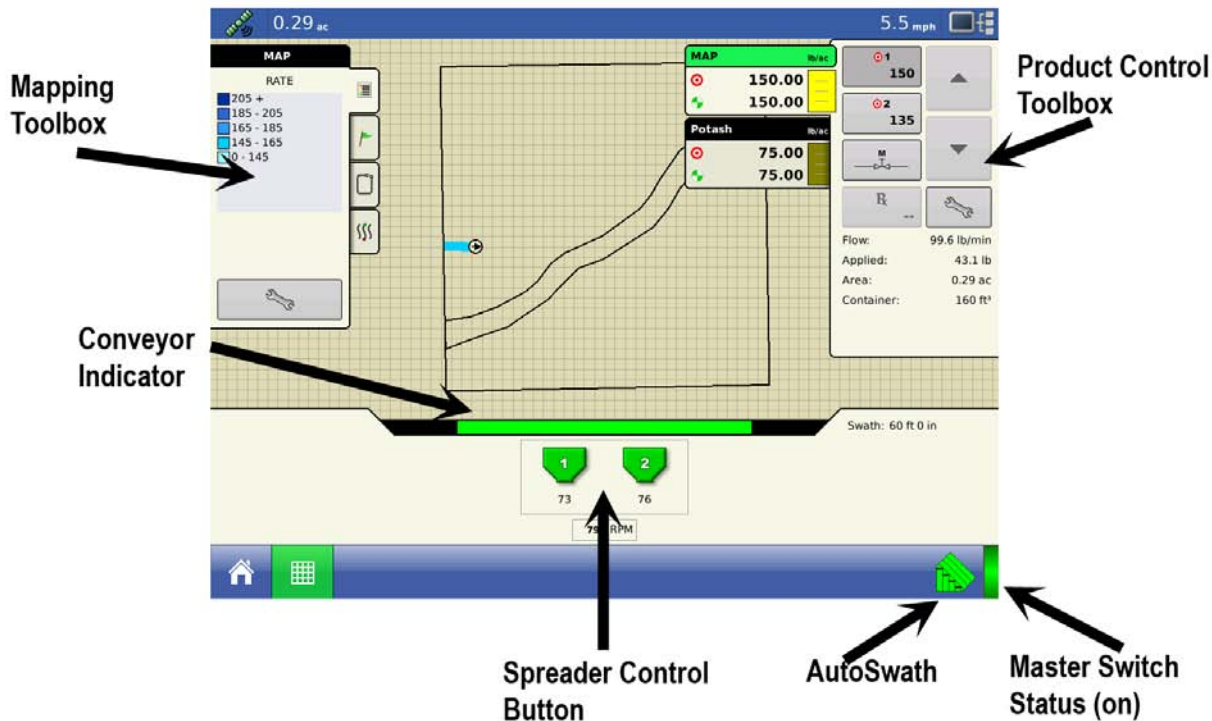 0.29 ac
5.5 mph
MAP
RATE
205 +
185 - 205
165 - 185
145 - 165
0 - 145
MAP lb/ac
150.00
150.00
Potash lb/ac
75.00
75.00
1
150
2
135
M
Rx
--
Flow: 99.6 lb/min
Applied: 43.1 lb
Area: 0.29 ac
Container: 160 ft³
Mapping
Toolbox
Product Control
Toolbox
Conveyor
Indicator
Swath: 60 ft 0 in
1
2
73
76
RPM
Spreader Control
Button
AutoSwath
Master Switch
Status (on)